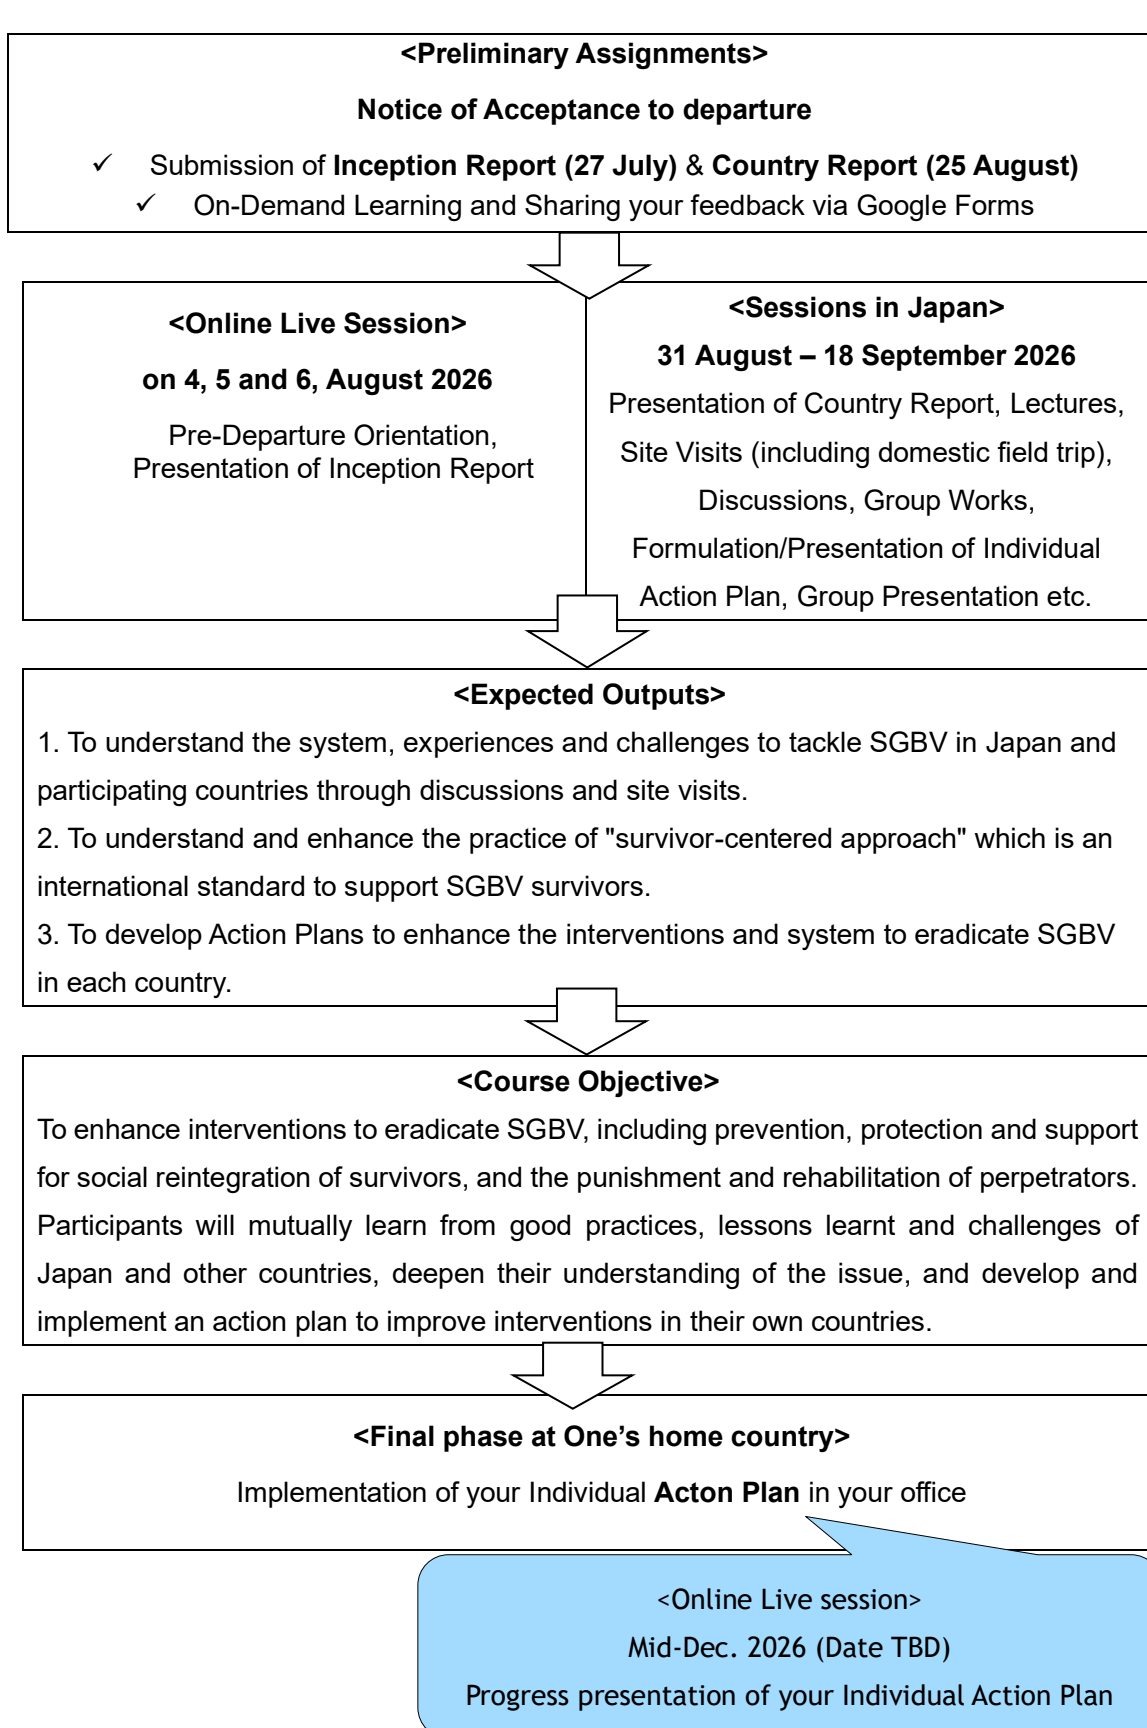 <Preliminary Assignments>
Notice of Acceptance to departure
✓ Submission of Inception Report (27 July) & Country Report (25 August)
✓ On-Demand Learning and Sharing your feedback via Google Forms
<Online Live Session>
on 4, 5 and 6, August 2026
Pre-Departure Orientation,
Presentation of Inception Report
<Sessions in Japan>
31 August – 18 September 2026
Presentation of Country Report, Lectures,
Site Visits (including domestic field trip),
Discussions, Group Works,
Formulation/Presentation of Individual
Action Plan, Group Presentation etc.
<Expected Outputs>
1. To understand the system, experiences and challenges to tackle SGBV in Japan and
participating countries through discussions and site visits.
2. To understand and enhance the practice of "survivor-centered approach" which is an
international standard to support SGBV survivors.
3. To develop Action Plans to enhance the interventions and system to eradicate SGBV
in each country.
<Course Objective>
To enhance interventions to eradicate SGBV, including prevention, protection and support
for social reintegration of survivors, and the punishment and rehabilitation of perpetrators.
Participants will mutually learn from good practices, lessons learnt and challenges of
Japan and other countries, deepen their understanding of the issue, and develop and
implement an action plan to improve interventions in their own countries.
<Final phase at One’s home country>
Implementation of your Individual Acton Plan in your office
<Online Live session>
Mid-Dec. 2026 (Date TBD)
Progress presentation of your Individual Action Plan